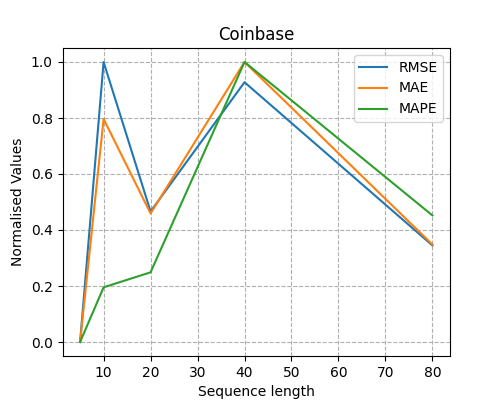 Coinbase
1.0
0.8
0.6
0.4
0.2
0.0
Normalised Values
RMSE
MAE
MAPE
10 20 30 40 50 60 70 80
Sequence length